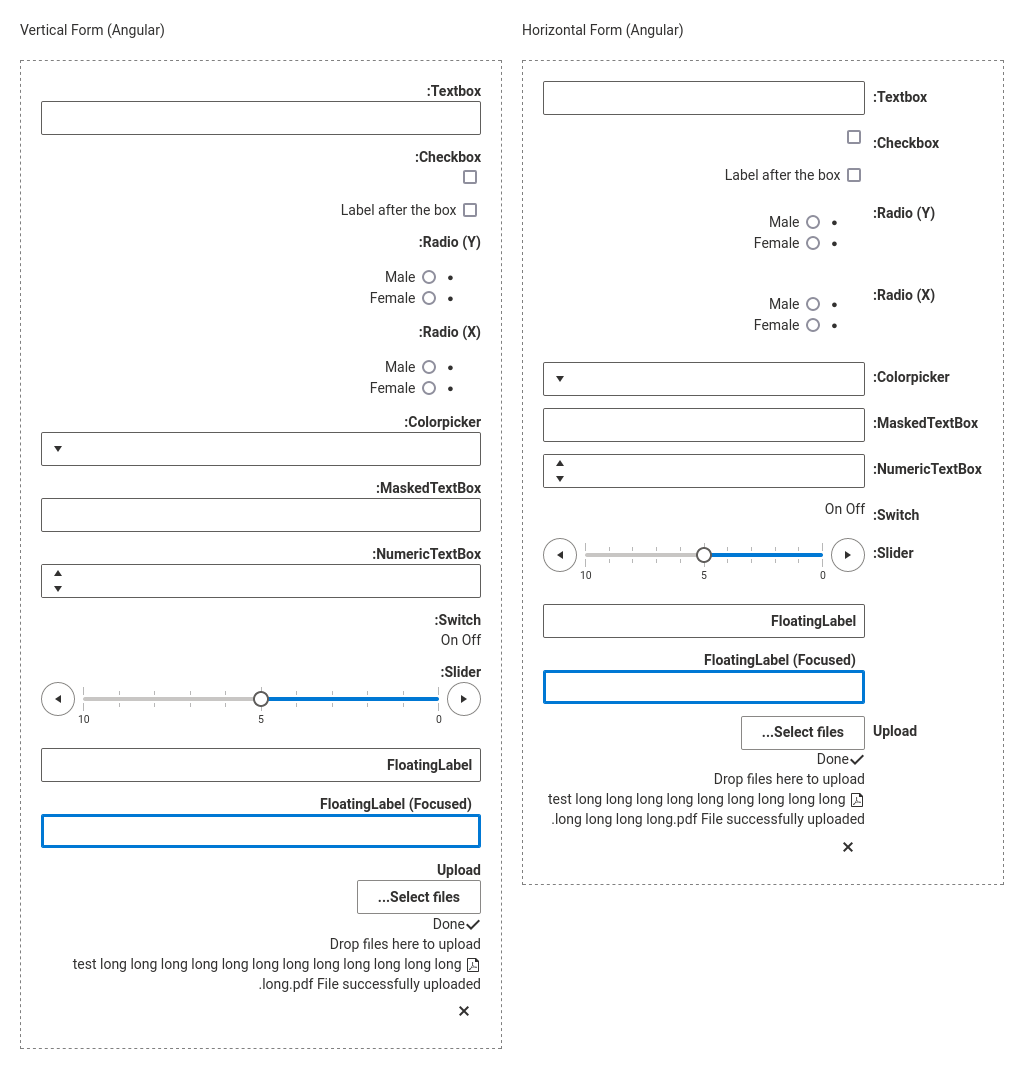 Vertical Form (Angular)
:Textbox
:Checkbox
Label after the box
:Radio (Y)
Male
Female
:Radio (X)
Male
Female
:Colorpicker
:MaskedTextBox
:NumericTextBox
:Switch
On Off
:Slider
10 5 0
FloatingLabel
FloatingLabel (Focused)
Upload
...Select files
Done
Drop files here to upload
test long long long long long long long long long long long long
.long.pdf File successfully uploaded
Horizontal Form (Angular)
:Textbox
:Checkbox
Label after the box
:Radio (Y)
Male
Female
:Radio (X)
Male
Female
:Colorpicker
:MaskedTextBox
:NumericTextBox
On Off :Switch
:Slider
10 5 0
FloatingLabel
FloatingLabel (Focused)
...Select files Upload
Done
Drop files here to upload
test long long long long long long long long long
.long long long long.pdf File successfully uploaded